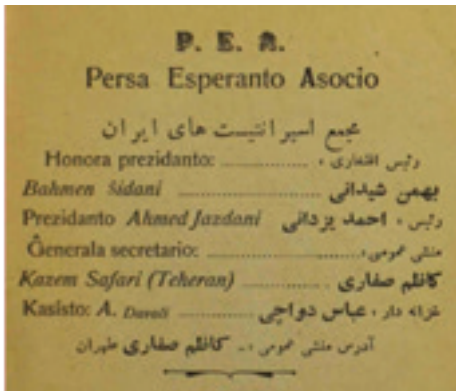 P. E. A.
Persa Esperanto Asocio
مجمع اسپرانتیست های ایران
Honora prezidanto: ............ رئیس افتخاری :
Bahmen Ŝidani ............ بهمن شیدانی
Prezidanto Ahmed Jazdani رئیس : احمد یزدانی
Ĝenerala secretario: ............ منشی عمومی :
Kazem Safari (Teheran) ............ کاظم صفاری
Kasisto: A. Davaĉi ............ خزانه دار : عباس دواچی
آدرس منشی عمومی :ـ کاظم صفاری طهران